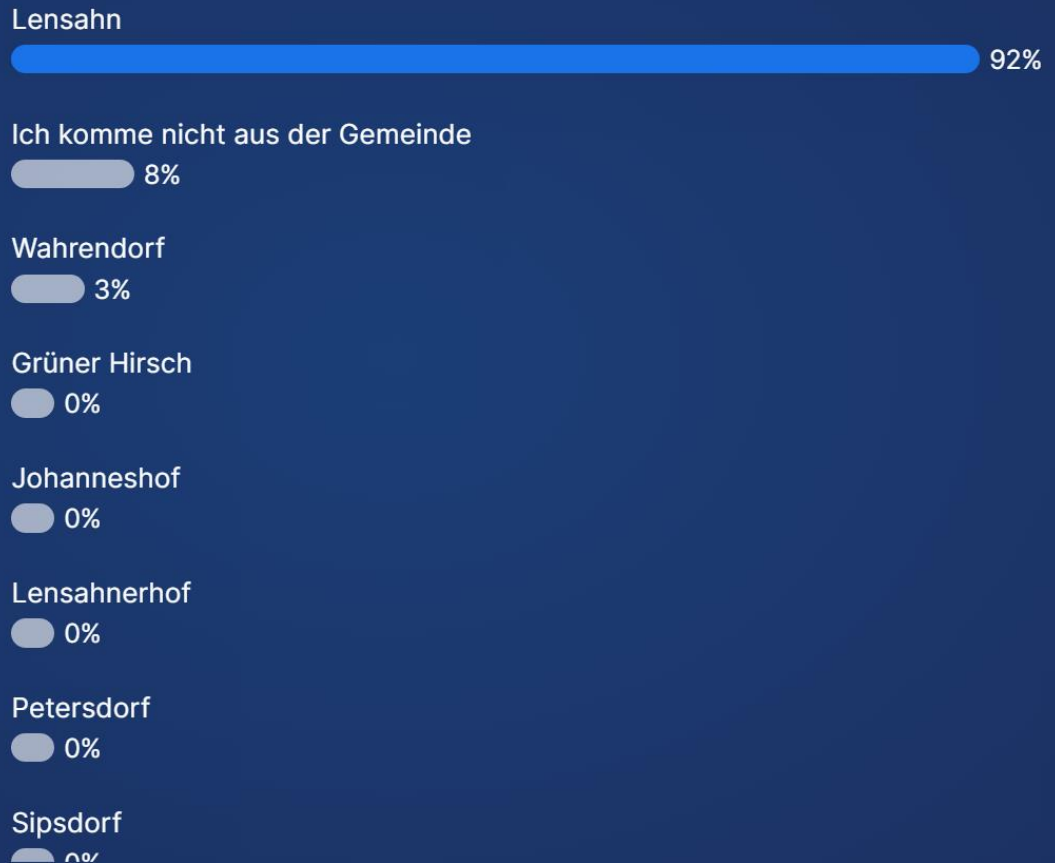 Lensahn
92%
Ich komme nicht aus der Gemeinde
8%
Wahrendorf
3%
Grüner Hirsch
0%
Johanneshof
0%
Lensahnerhof
0%
Petersdorf
0%
Sipsdorf
0%